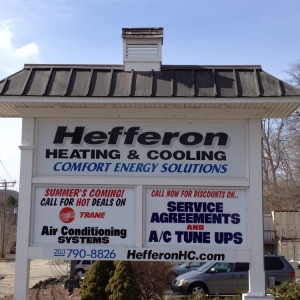 Hefferon
HEATING & COOLING
COMFORT ENERGY SOLUTIONS
SUMMER'S COMING!
CALL FOR HOT DEALS ON
TRANE
Air Conditioning
SYSTEMS
CALL NOW FOR DISCOUNTS ON..
SERVICE
AGREEMENTS
AND
A/C TUNE UPS
203 790-8826 HefferonHC.com